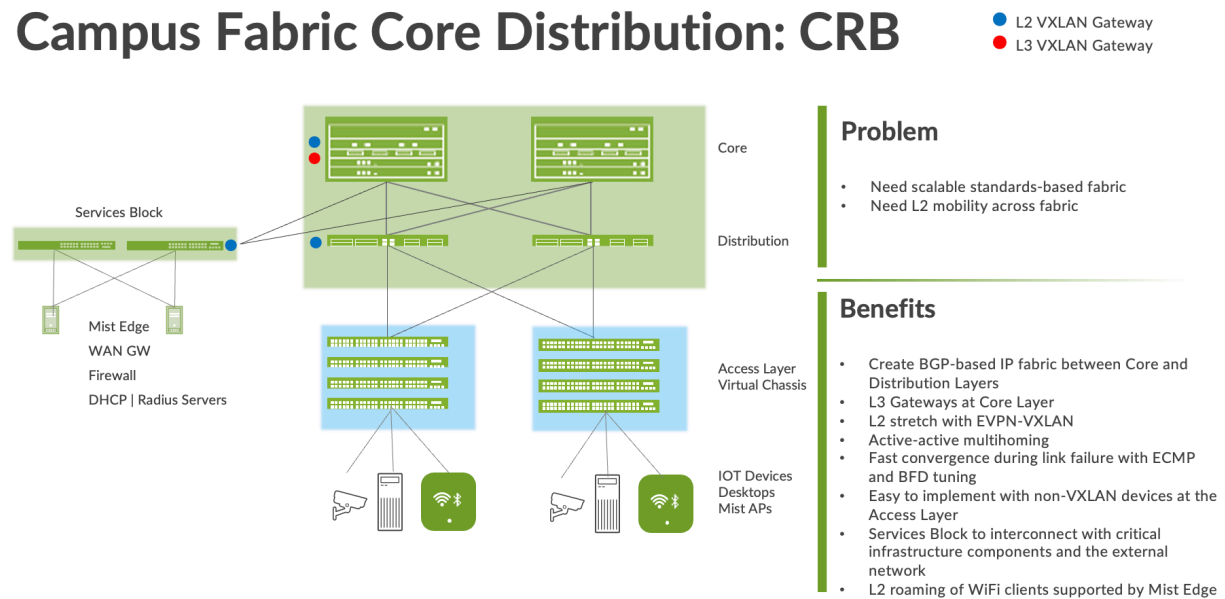 Campus Fabric Core Distribution: CRB
L2 VXLAN Gateway
L3 VXLAN Gateway
Services Block
Mist Edge
WAN GW
Firewall
DHCP | Radius Servers
Core
Distribution
Access Layer
Virtual Chassis
IOT Devices
Desktops
Mist APs
Problem
• Need scalable standards-based fabric
• Need L2 mobility across fabric
Benefits
• Create BGP-based IP fabric between Core and
Distribution Layers
• L3 Gateways at Core Layer
• L2 stretch with EVPN-VXLAN
• Active-active multihoming
• Fast convergence during link failure with ECMP
and BFD tuning
• Easy to implement with non-VXLAN devices at the
Access Layer
• Services Block to interconnect with critical
infrastructure components and the external
network
• L2 roaming of WiFi clients supported by Mist Edge